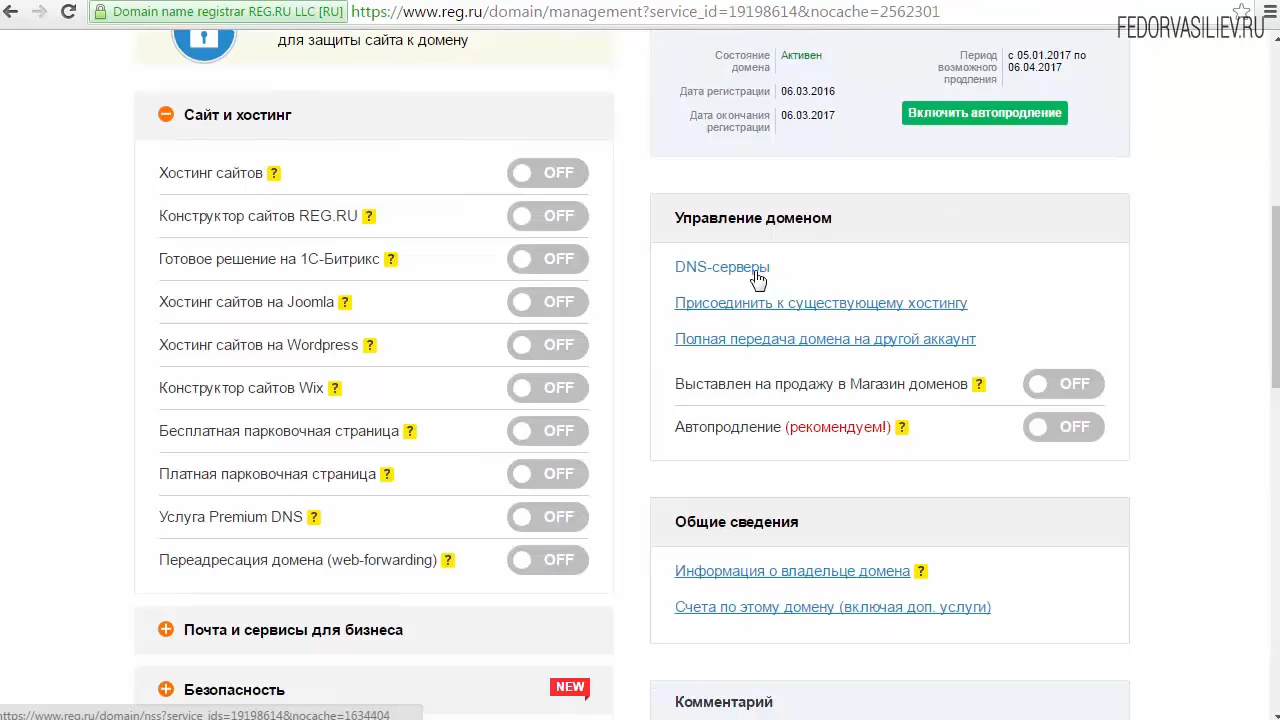 Domain name registrar REG.RU LLC [RU]
https://www.reg.ru/domain/management?service_id=19198614&nocache=2562301
FEDORVASILIEV.RU
для защиты сайта к домену
Сайт и хостинг
Хостинг сайтов ? OFF
Конструктор сайтов REG.RU ? OFF
Готовое решение на 1С-Битрикс ? OFF
Хостинг сайтов на Joomla ? OFF
Хостинг сайтов на Wordpress ? OFF
Конструктор сайтов Wix ? OFF
Бесплатная парковочная страница ? OFF
Платная парковочная страница ? OFF
Услуга Premium DNS ? OFF
Переадресация домена (web-forwarding) ? OFF
Почта и сервисы для бизнеса
Безопасность NEW
Состояние
домена
Активен
Дата регистрации 06.03.2016
Дата окончания
регистрации
06.03.2017
Период
возможного
продления
с 05.01.2017 по
06.04.2017
Включить автопродление
Управление доменом
DNS-серверы
Присоединить к существующему хостингу
Полная передача домена на другой аккаунт
Выставлен на продажу в Магазин доменов ? OFF
Автопродление (рекомендуем!) ? OFF
Общие сведения
Информация о владельце домена ?
Счета по этому домену (включая доп. услуги)
Комментарий
https://www.reg.ru/domain/nss?service_ids=19198614&nocache=1634404